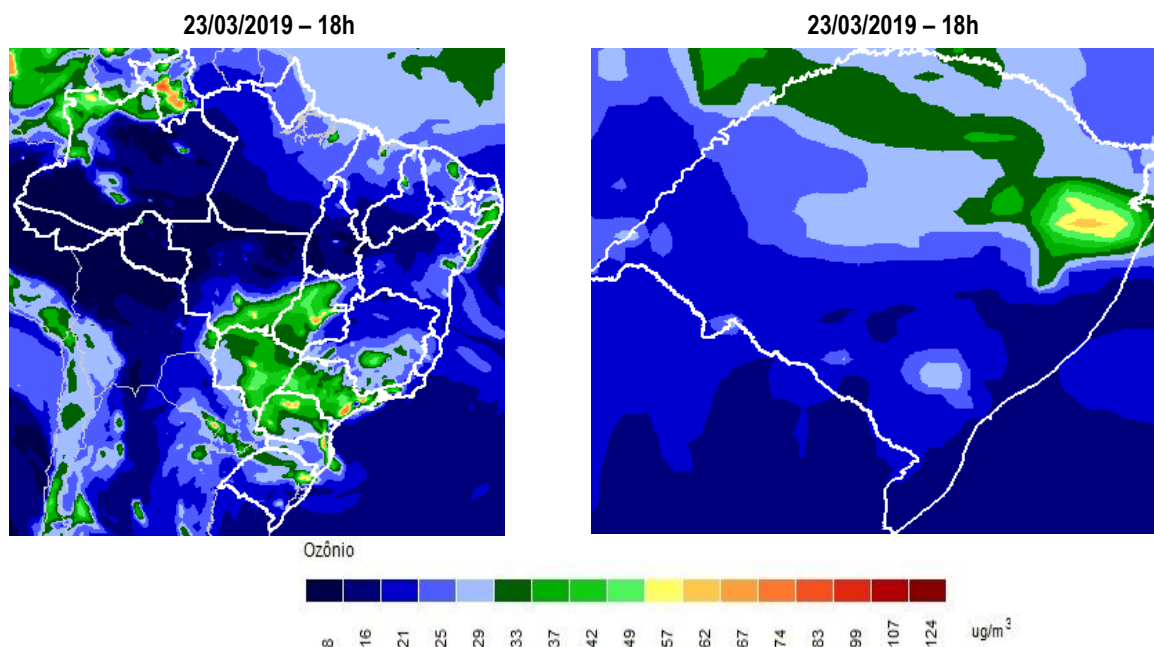 23/03/2019 – 18h
23/03/2019 – 18h
Ozônio
8 16 21 25 29 33 37 42 49 57 62 67 74 83 99 107 124 ug/m³